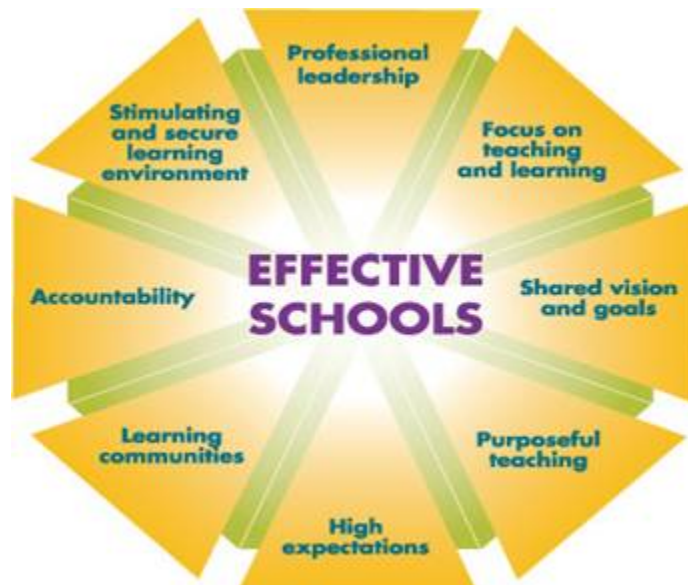 Professional
leadership
Focus on
teaching
and learning
Shared vision
and goals
Purposeful
teaching
High
expectations
Learning
communities
Accountability
Stimulating
and secure
learning
environment
EFFECTIVE
SCHOOLS